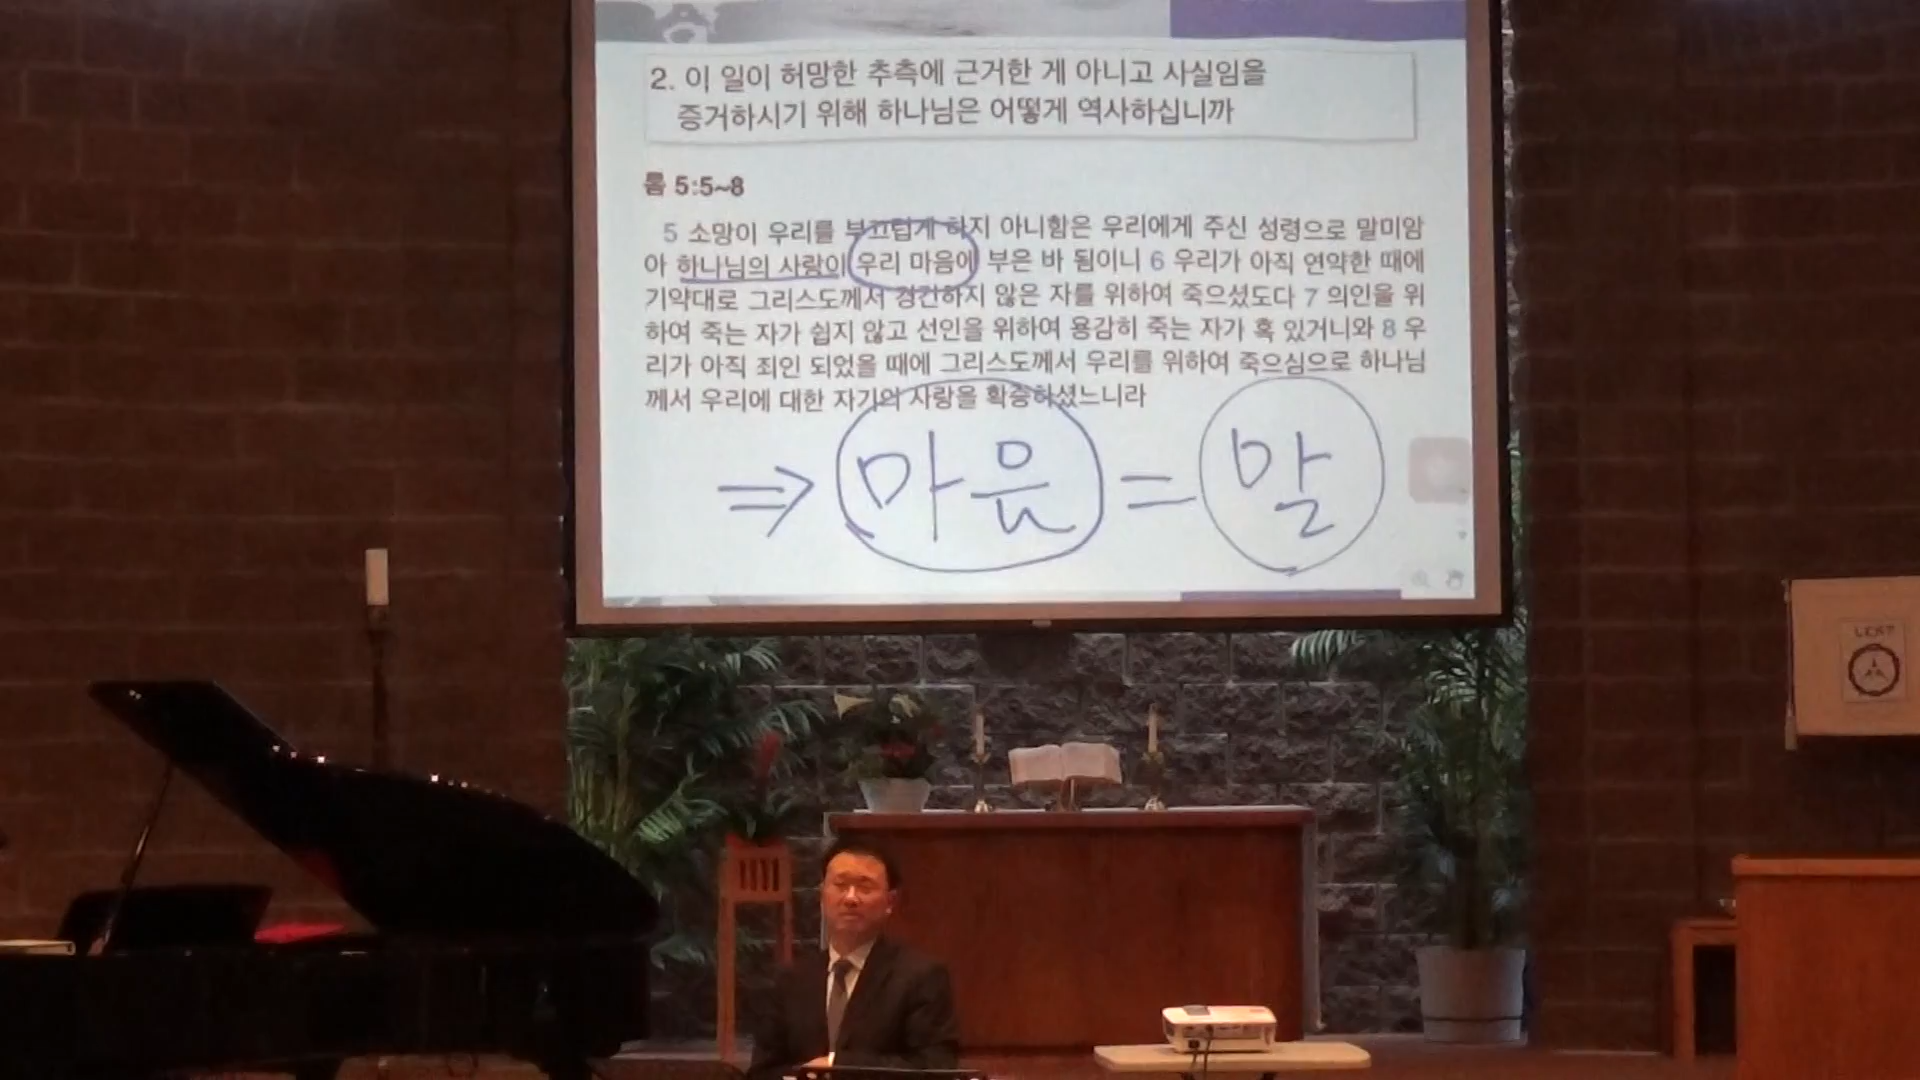 2. 이 일이 허망한 추측에 근거한 게 아니고 사실임을
증거하시기 위해 하나님은 어떻게 역사하십니까
롬 5:5~8
5 소망이 우리를 부끄럽게 하지 아니함은 우리에게 주신 성령으로 말미암
아 하나님의 사랑이 우리 마음에 부은 바 됨이니 6 우리가 아직 연약한 때에
기약대로 그리스도께서 경건하지 않은 자를 위하여 죽으셨도다 7 의인을 위
하여 죽는 자가 쉽지 않고 선인을 위하여 용감히 죽는 자가 혹 있거니와 8 우
리가 아직 죄인 되었을 때에 그리스도께서 우리를 위하여 죽으심으로 하나님
께서 우리에 대한 자기의 사랑을 확증하셨느니라
⇒ 마음 = 말
LENT